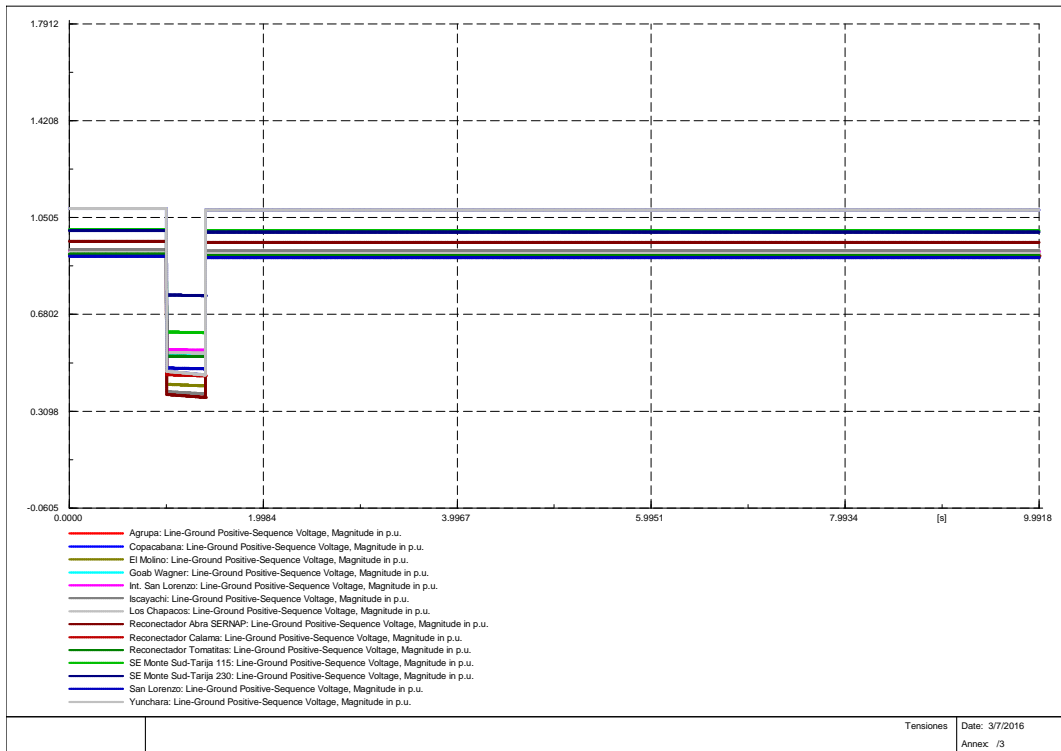 1.7912
1.4208
1.0505
0.6802
0.3098
-0.0605
0.0000 1.9984 3.9967 5.9951 7.9934 [s] 9.9918
Agrupa: Line-Ground Positive-Sequence Voltage, Magnitude in p.u.
Copacabana: Line-Ground Positive-Sequence Voltage, Magnitude in p.u.
El Molino: Line-Ground Positive-Sequence Voltage, Magnitude in p.u.
Goab Wagner: Line-Ground Positive-Sequence Voltage, Magnitude in p.u.
Int. San Lorenzo: Line-Ground Positive-Sequence Voltage, Magnitude in p.u.
Iscayachi: Line-Ground Positive-Sequence Voltage, Magnitude in p.u.
Los Chapacos: Line-Ground Positive-Sequence Voltage, Magnitude in p.u.
Reconectador Abra SERNAP: Line-Ground Positive-Sequence Voltage, Magnitude in p.u.
Reconectador Calama: Line-Ground Positive-Sequence Voltage, Magnitude in p.u.
Reconectador Tomatitas: Line-Ground Positive-Sequence Voltage, Magnitude in p.u.
SE Monte Sud-Tarija 115: Line-Ground Positive-Sequence Voltage, Magnitude in p.u.
SE Monte Sud-Tarija 230: Line-Ground Positive-Sequence Voltage, Magnitude in p.u.
San Lorenzo: Line-Ground Positive-Sequence Voltage, Magnitude in p.u.
Yunchara: Line-Ground Positive-Sequence Voltage, Magnitude in p.u.
Tensiones
Date: 3/7/2016
Annex: /3